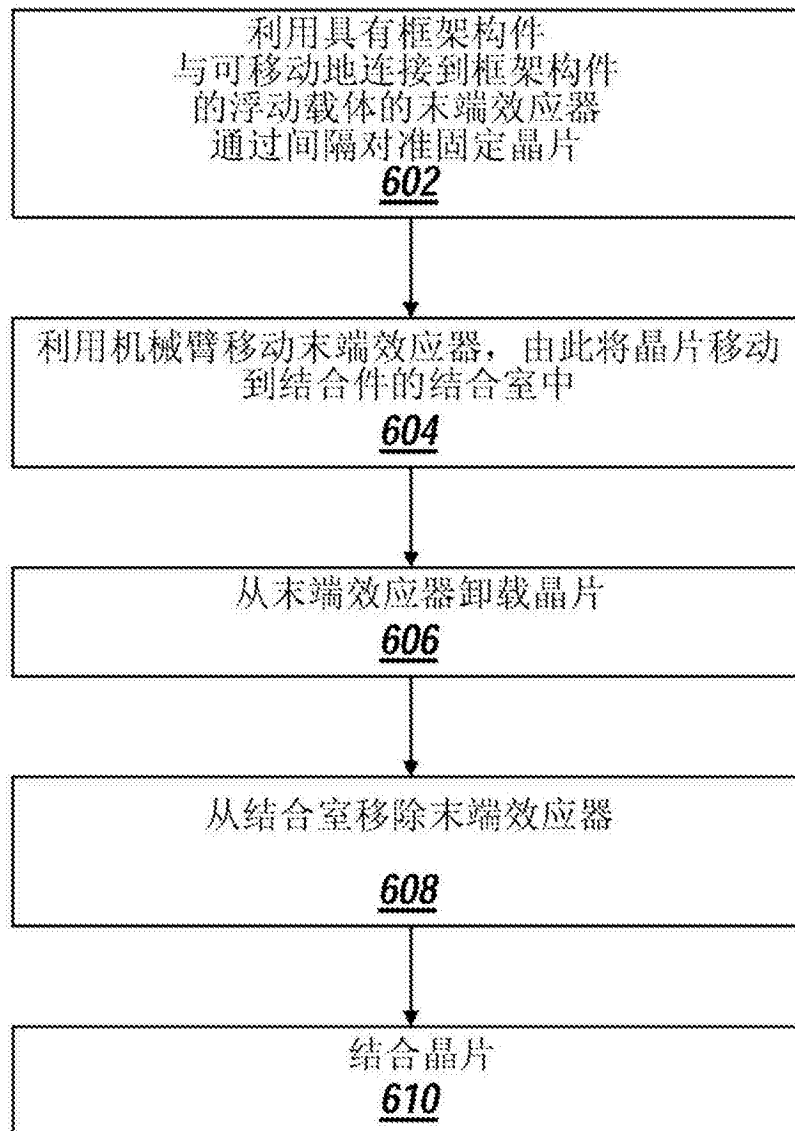 利用具有框架构件
与可移动地连接到框架构件
的浮动载体的末端效应器
通过间隔对准固定晶片
602
利用机械臂移动末端效应器，由此将晶片移动
到结合件的结合室中
604
从末端效应器卸载晶片
606
从结合室移除末端效应器
608
结合晶片
610